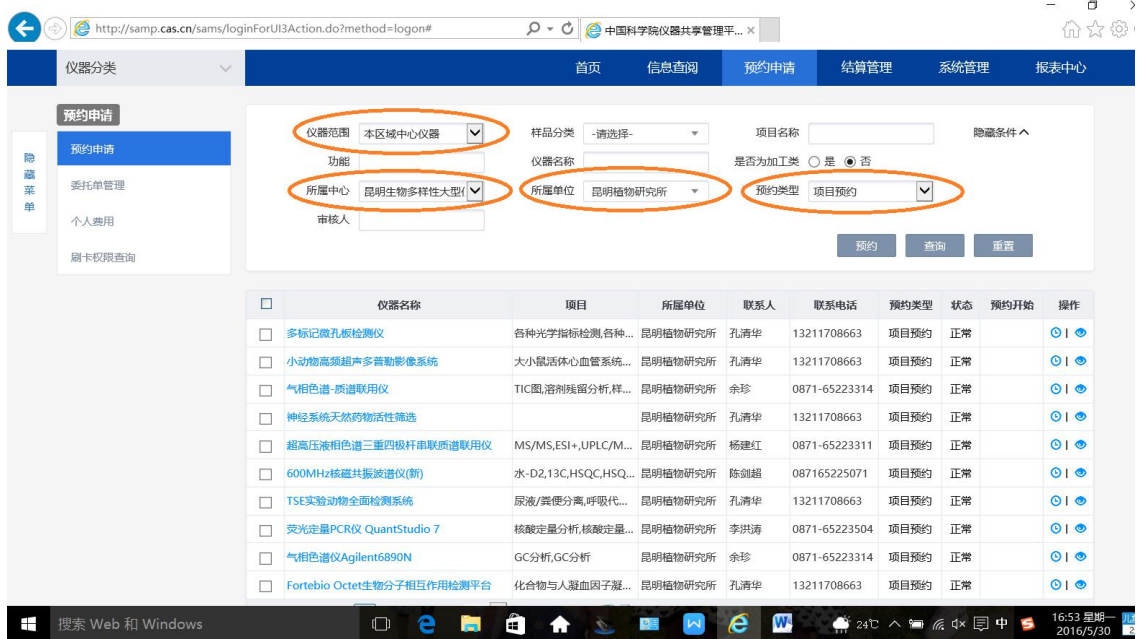 http://samp.cas.cn/sams/loginForUI3Action.do?method=logon#
中国科学院仪器共享管理平... ×
仪器分类 首页 信息查阅 预约申请 结算管理 系统管理 报表中心
预约申请
预约申请
委托单管理
个人费用
刷卡权限查询
隐藏菜单
仪器范围 本区域中心仪器 样品分类 -请选择- 项目名称 隐藏条件
功能 仪器名称 是否为加工类 是 否
所属中心 昆明生物多样性大型 所属单位 昆明植物研究所 预约类型 项目预约
审核人
预约 查询 重置
仪器名称 项目 所属单位 联系人 联系电话 预约类型 状态 预约开始 操作
多标记微孔板检测仪 各种光学指标检测,各种... 昆明植物研究所 孔清华 13211708663 项目预约 正常
小动物高频超声多普勒影像系统 大小鼠活体心血管系统... 昆明植物研究所 孔清华 13211708663 项目预约 正常
气相色谱-质谱联用仪 TIC图,溶剂残留分析,样... 昆明植物研究所 余珍 0871-65223314 项目预约 正常
神经系统天然药物活性筛选 昆明植物研究所 孔清华 13211708663 项目预约 正常
超高压液相色谱三重四极杆串联质谱联用仪 MS/MS,ESI+,UPLC/M... 昆明植物研究所 杨建红 0871-65223311 项目预约 正常
600MHz核磁共振波谱仪(新) 水-D2,13C,HSQC,HSQ... 昆明植物研究所 陈剑超 087165225071 项目预约 正常
TSE实验动物全面检测系统 尿液/粪便分离,呼吸代... 昆明植物研究所 孔清华 13211708663 项目预约 正常
荧光定量PCR仪 QuantStudio 7 核酸定量分析,核酸定量... 昆明植物研究所 李洪涛 0871-65223504 项目预约 正常
气相色谱仪Agilent6890N GC分析,GC分析 昆明植物研究所 余珍 0871-65223314 项目预约 正常
Fortebio Octet生物分子相互作用检测平台 化合物与人凝血因子凝... 昆明植物研究所 孔清华 13211708663 项目预约 正常
搜索 Web 和 Windows 24℃ 中 16:53 星期一
2016/5/30